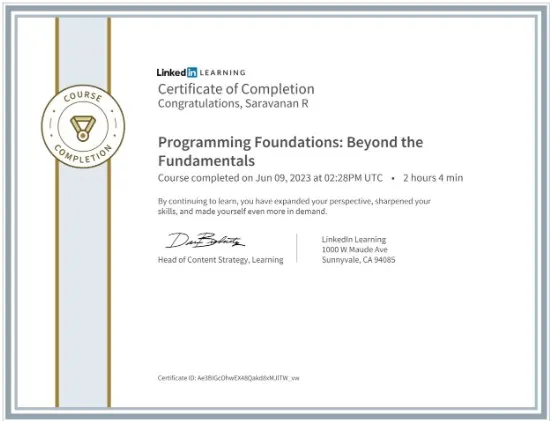 LinkedIn LEARNING
Certificate of Completion
Congratulations, Saravanan R
COURSE
COMPLETION
Programming Foundations: Beyond the
Fundamentals
Course completed on Jun 09, 2023 at 02:28PM UTC • 2 hours 4 min
By continuing to learn, you have expanded your perspective, sharpened your
skills, and made yourself even more in demand.
Head of Content Strategy, Learning
LinkedIn Learning
1000 W Maude Ave
Sunnyvale, CA 94085
Certificate ID: